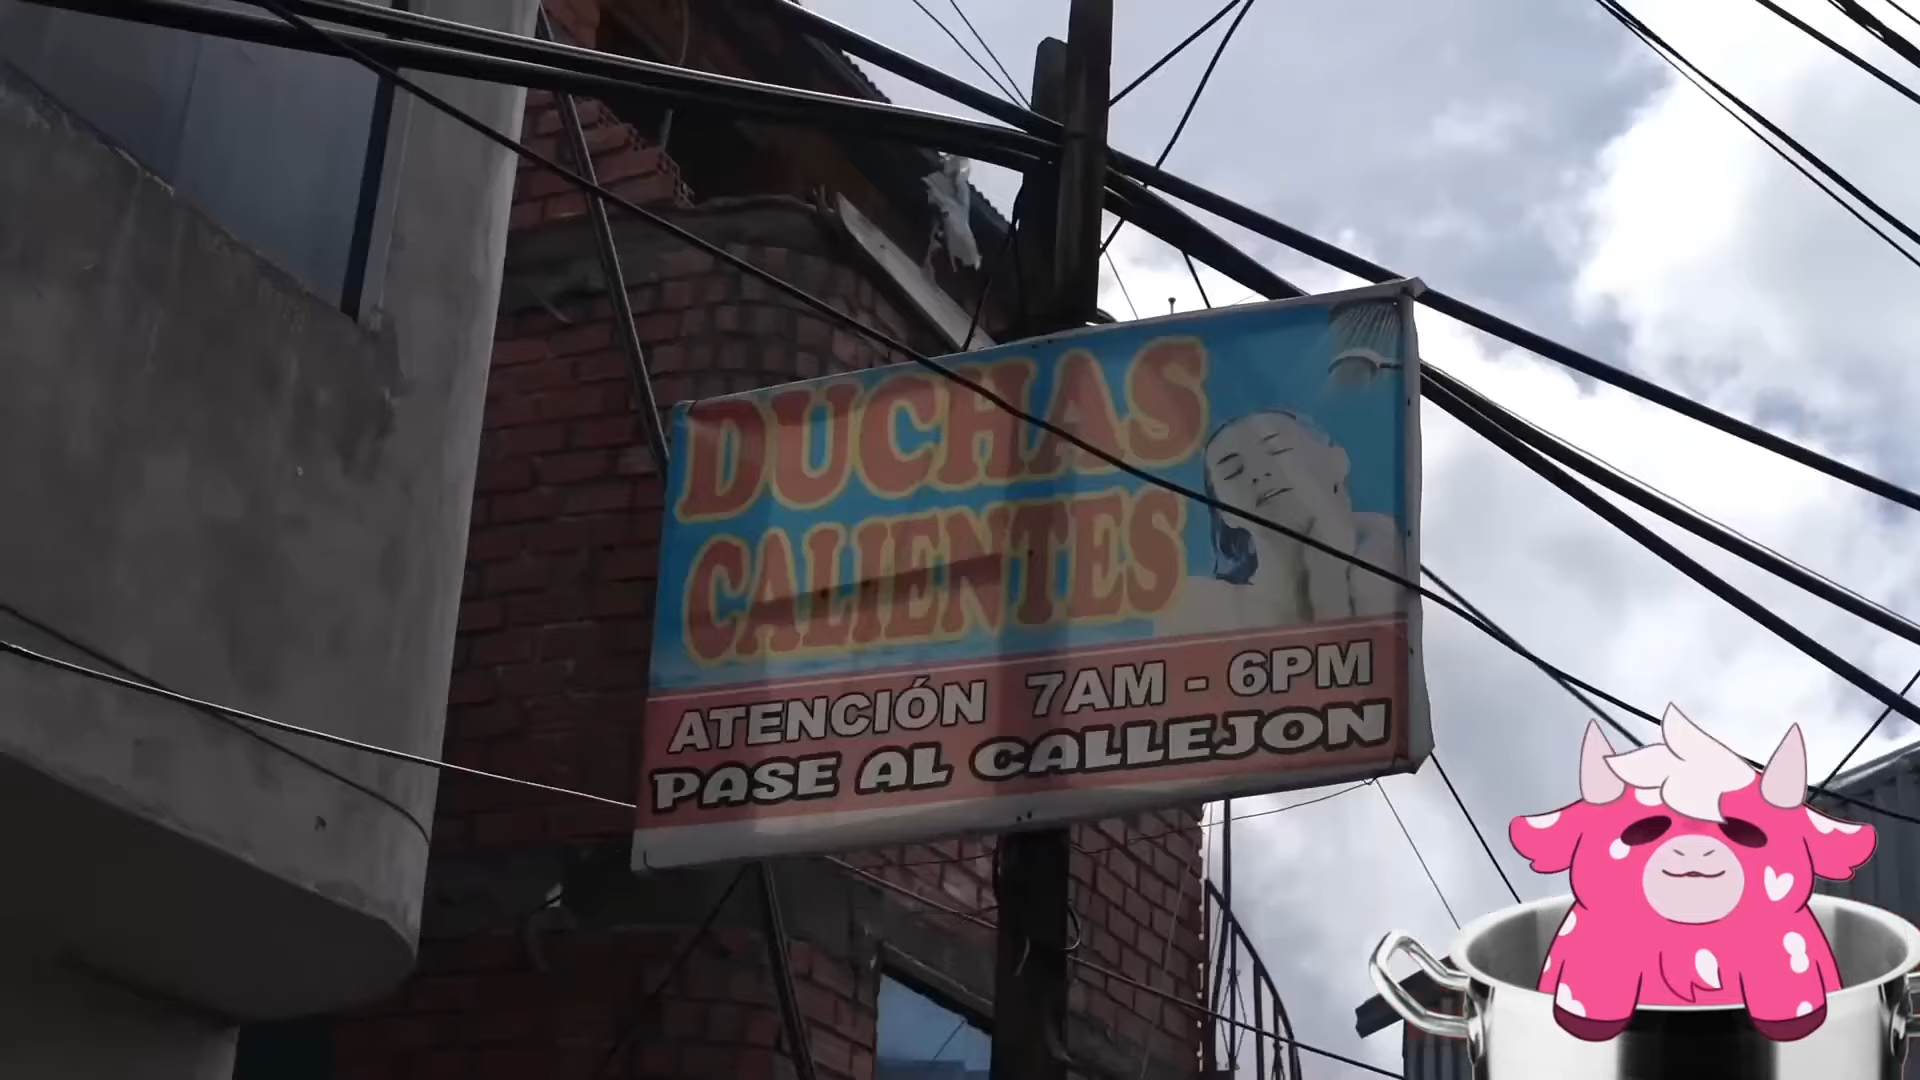 DUCHAS
CALIENTES
ATENCIÓN 7AM - 6PM
PASE AL CALLEJON